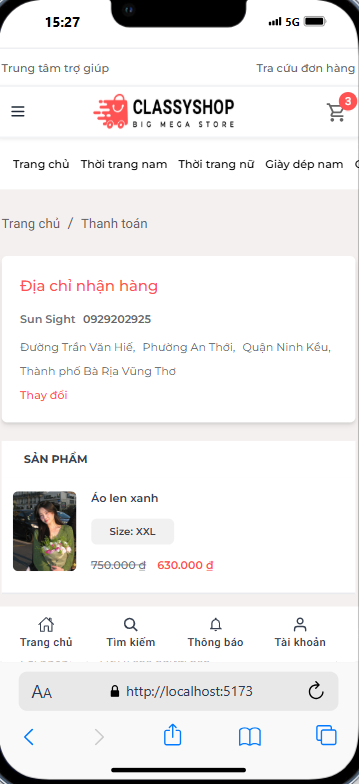 15:27
5G
Trung tâm trợ giúp
Tra cứu đơn hàng
CLASSYSHOP
BIG MEGA STORE
3
Trang chủ Thời trang nam Thời trang nữ Giày dép nam
Trang chủ / Thanh toán
Địa chỉ nhận hàng
Sun Sight 0929202925
Đường Trần Văn Hiế, Phường An Thới, Quận Ninh Kều,
Thành phố Bà Rịa Vũng Thơ
Thay đổi
SẢN PHẨM
Áo len xanh
Size: XXL
750.000 ₫ 630.000 ₫
Trang chủ Tìm kiếm Thông báo Tài khoản
AA http://localhost:5173